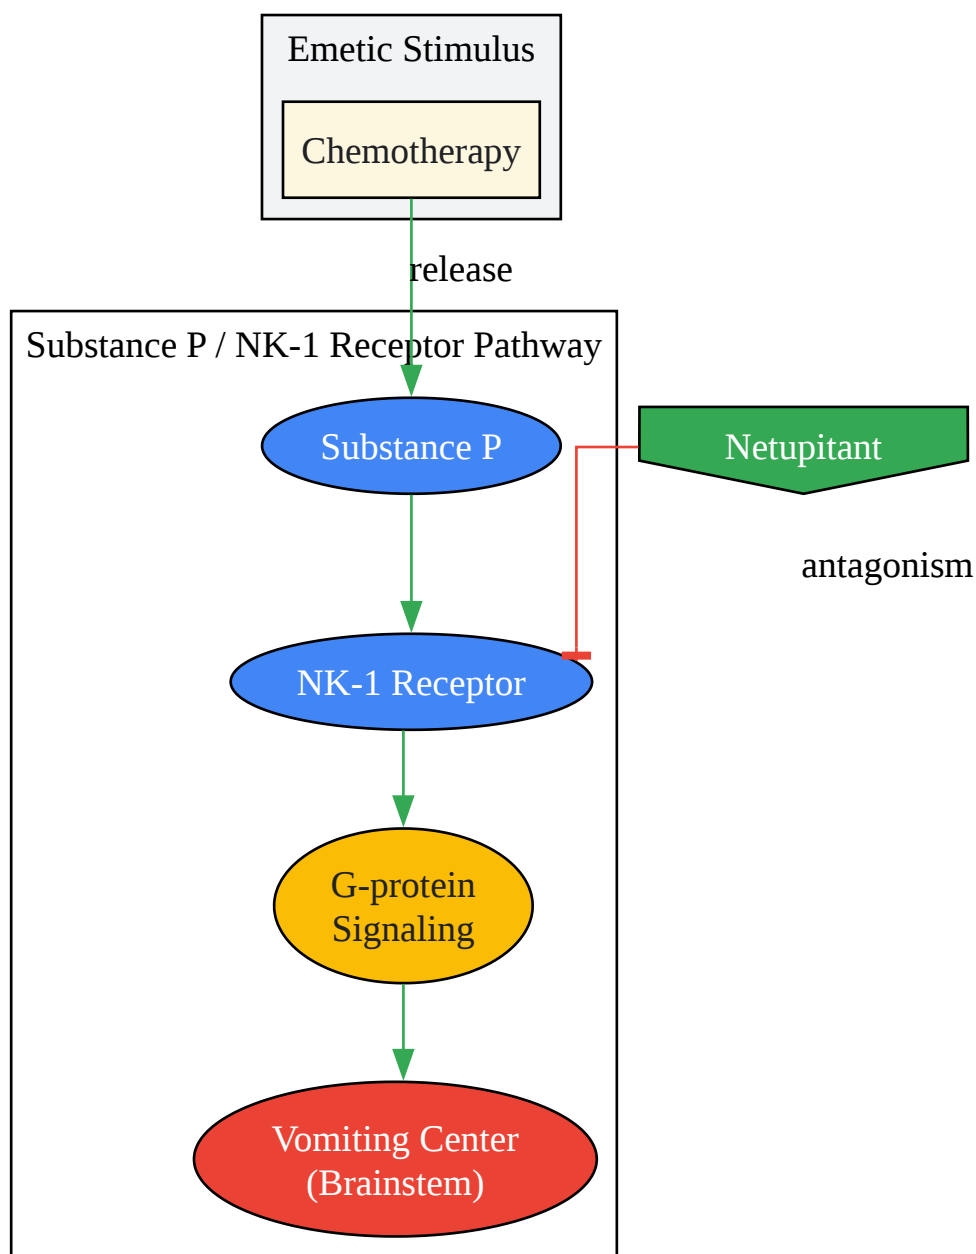 Emetic Stimulus
Chemotherapy
release
Substance P / NK-1 Receptor Pathway
Substance P
Netupitant
antagonism
NK-1 Receptor
G-protein
Signaling
Vomiting Center
(Brainstem)